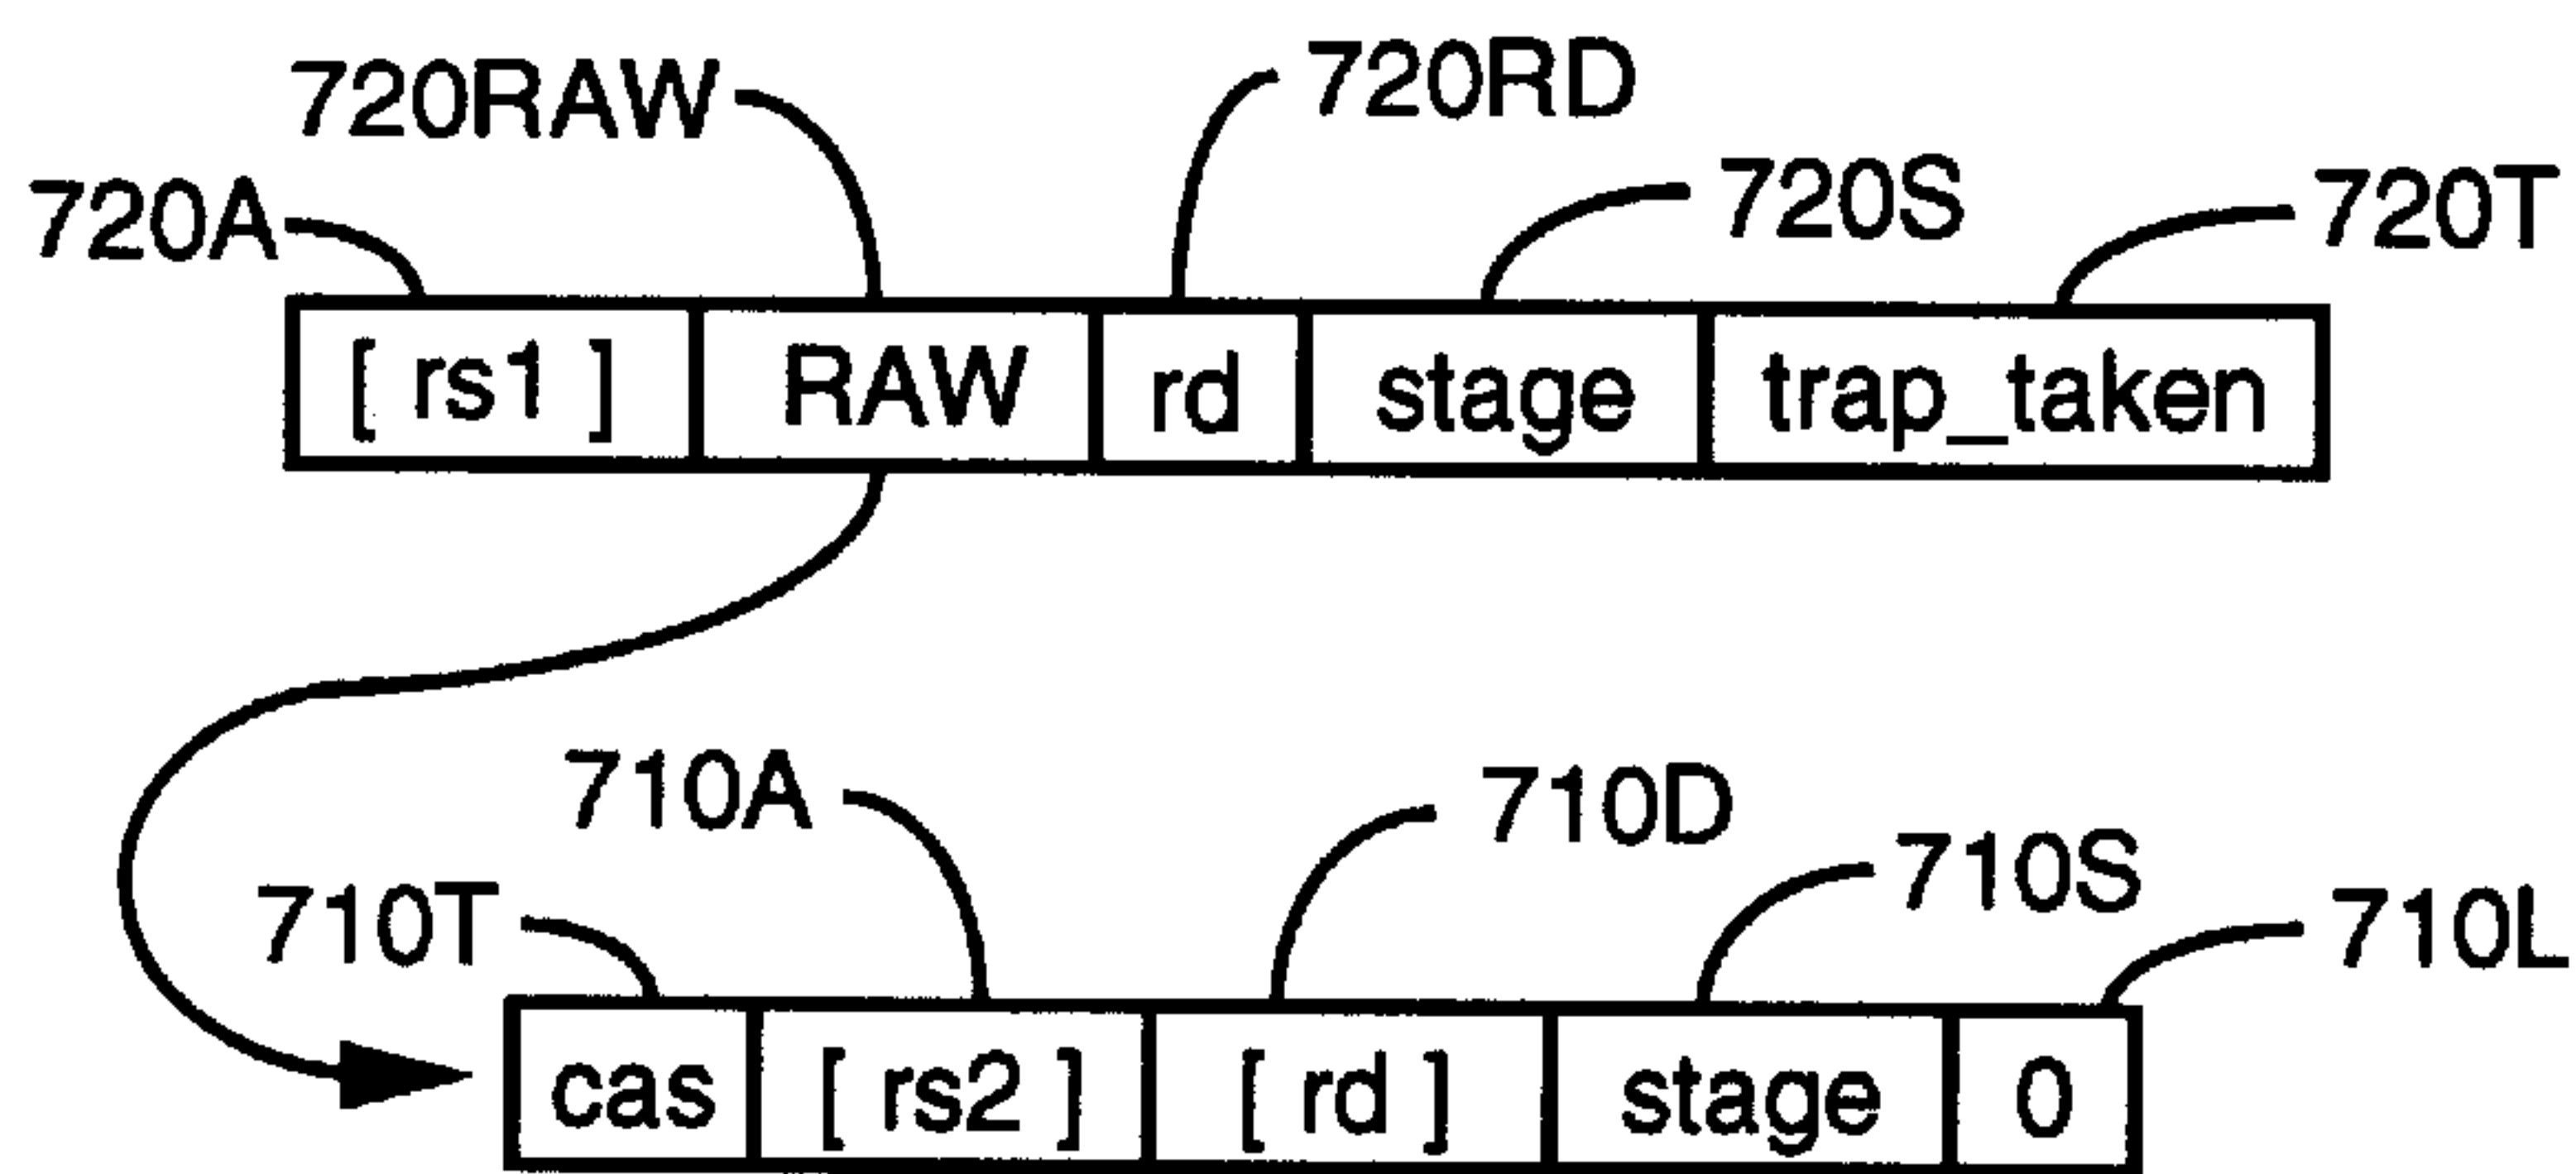 720RAW 720RD
720A 720S 720T
[ rs1 ] RAW rd stage trap_taken
710A 710D
710T 710S 710L
cas [ rs2 ] [ rd ] stage 0